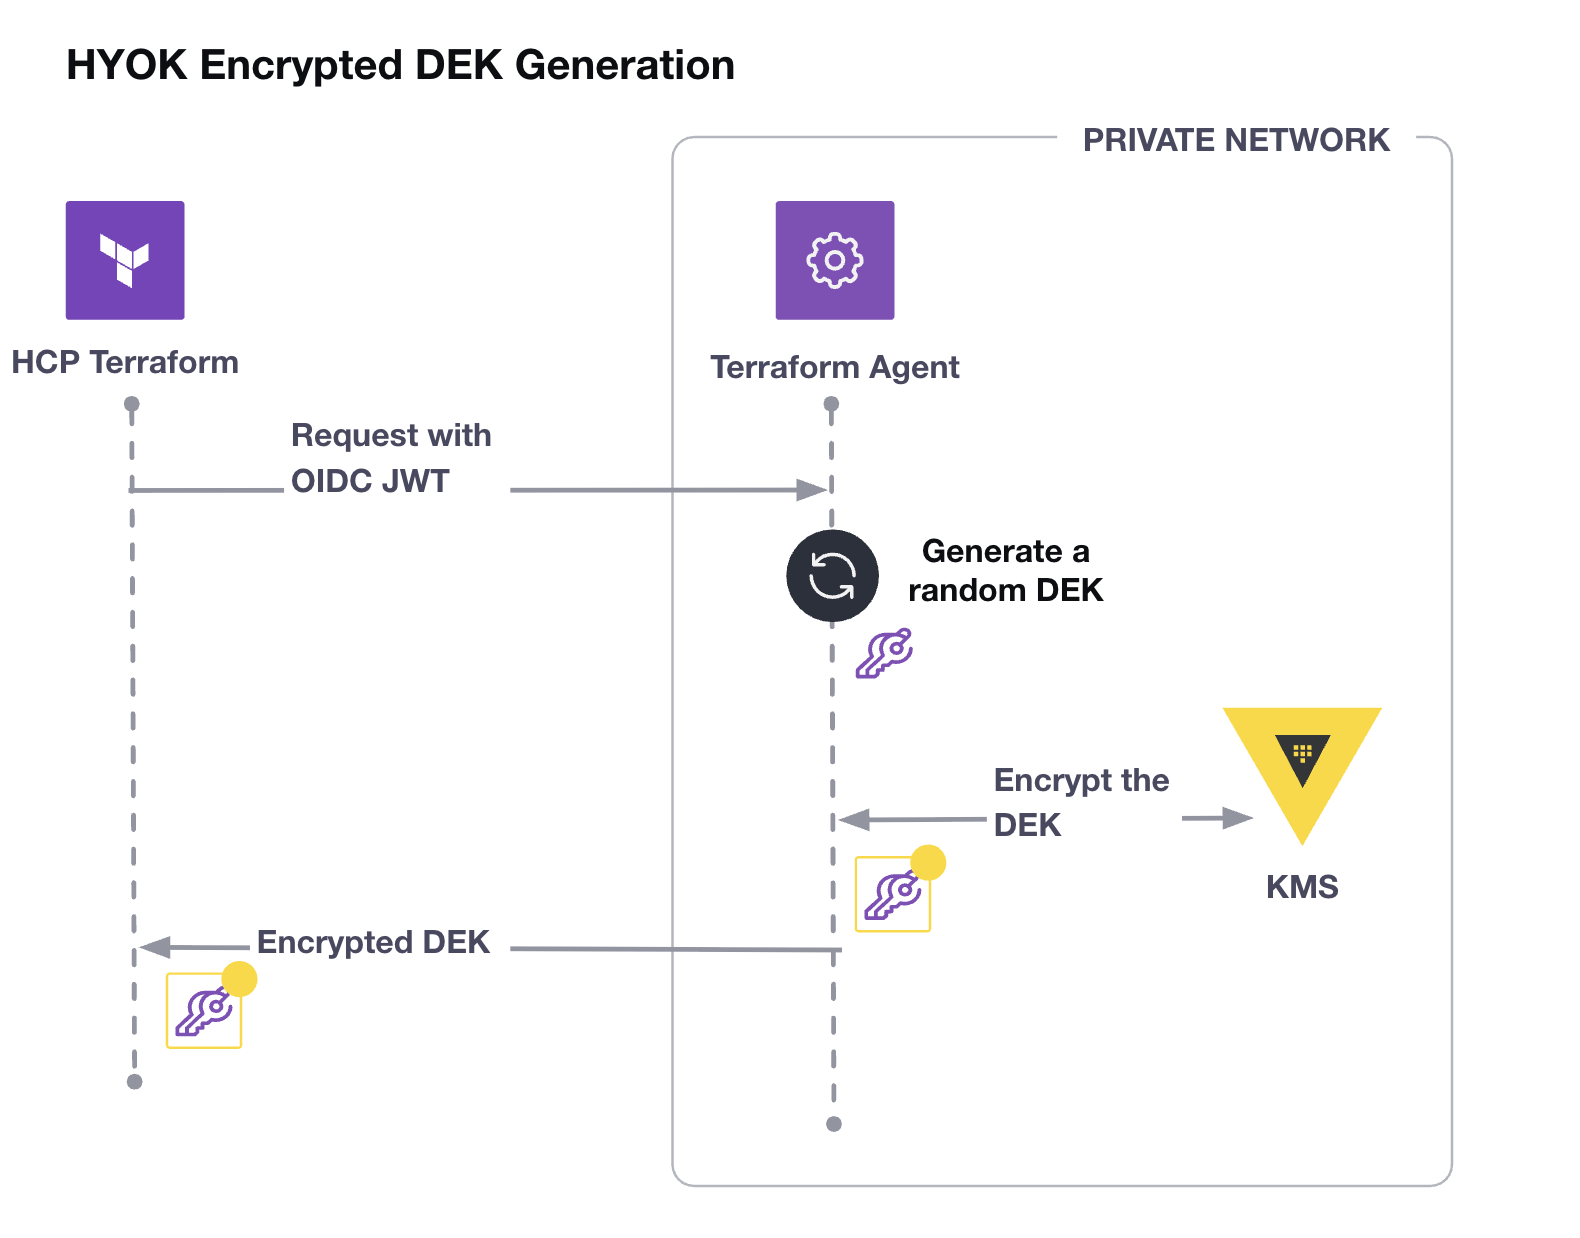 HYOK Encrypted DEK Generation
PRIVATE NETWORK
HCP Terraform
Terraform Agent
Request with
OIDC JWT
Generate a
random DEK
Encrypt the
DEK
KMS
Encrypted DEK